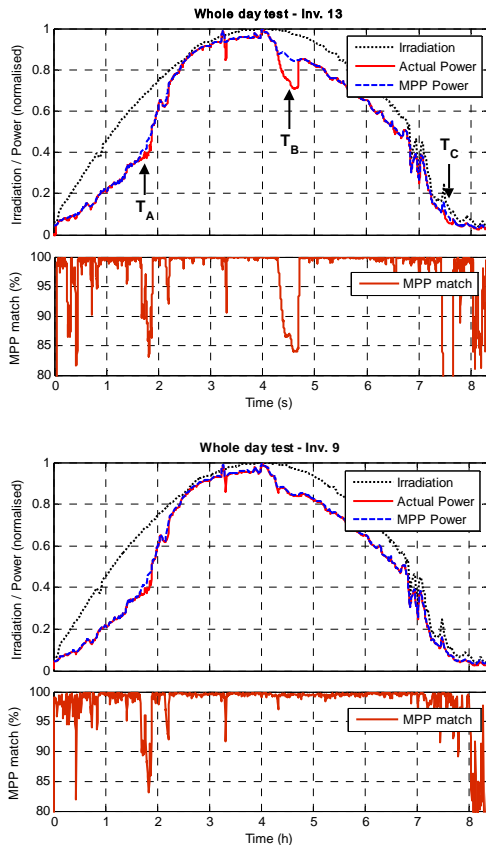 Whole day test - Inv. 13
Irradiation / Power (normalised)
1
0.8
0.6
0.4
0.2
0
Irradiation
Actual Power
MPP Power
T_A
T_B
T_C
MPP match (%)
100
95
90
85
80
MPP match
0 1 2 3 4 5 6 7 8
Time (s)
Whole day test - Inv. 9
Irradiation / Power (normalised)
1
0.8
0.6
0.4
0.2
0
Irradiation
Actual Power
MPP Power
MPP match (%)
100
95
90
85
80
MPP match
0 1 2 3 4 5 6 7 8
Time (h)